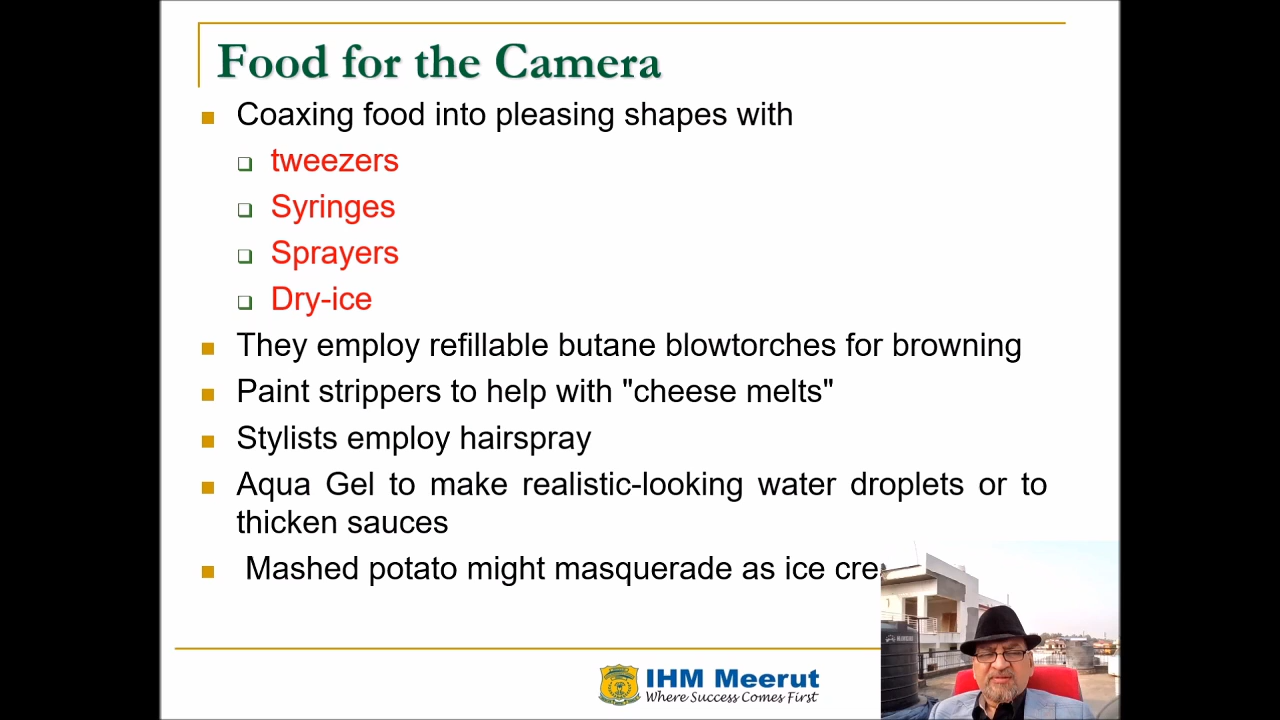 Food for the Camera
Coaxing food into pleasing shapes with
tweezers
Syringes
Sprayers
Dry-ice
They employ refillable butane blowtorches for browning
Paint strippers to help with "cheese melts"
Stylists employ hairspray
Aqua Gel to make realistic-looking water droplets or to
thicken sauces
Mashed potato might masquerade as ice cre
IHM Meerut
Where Success Comes First